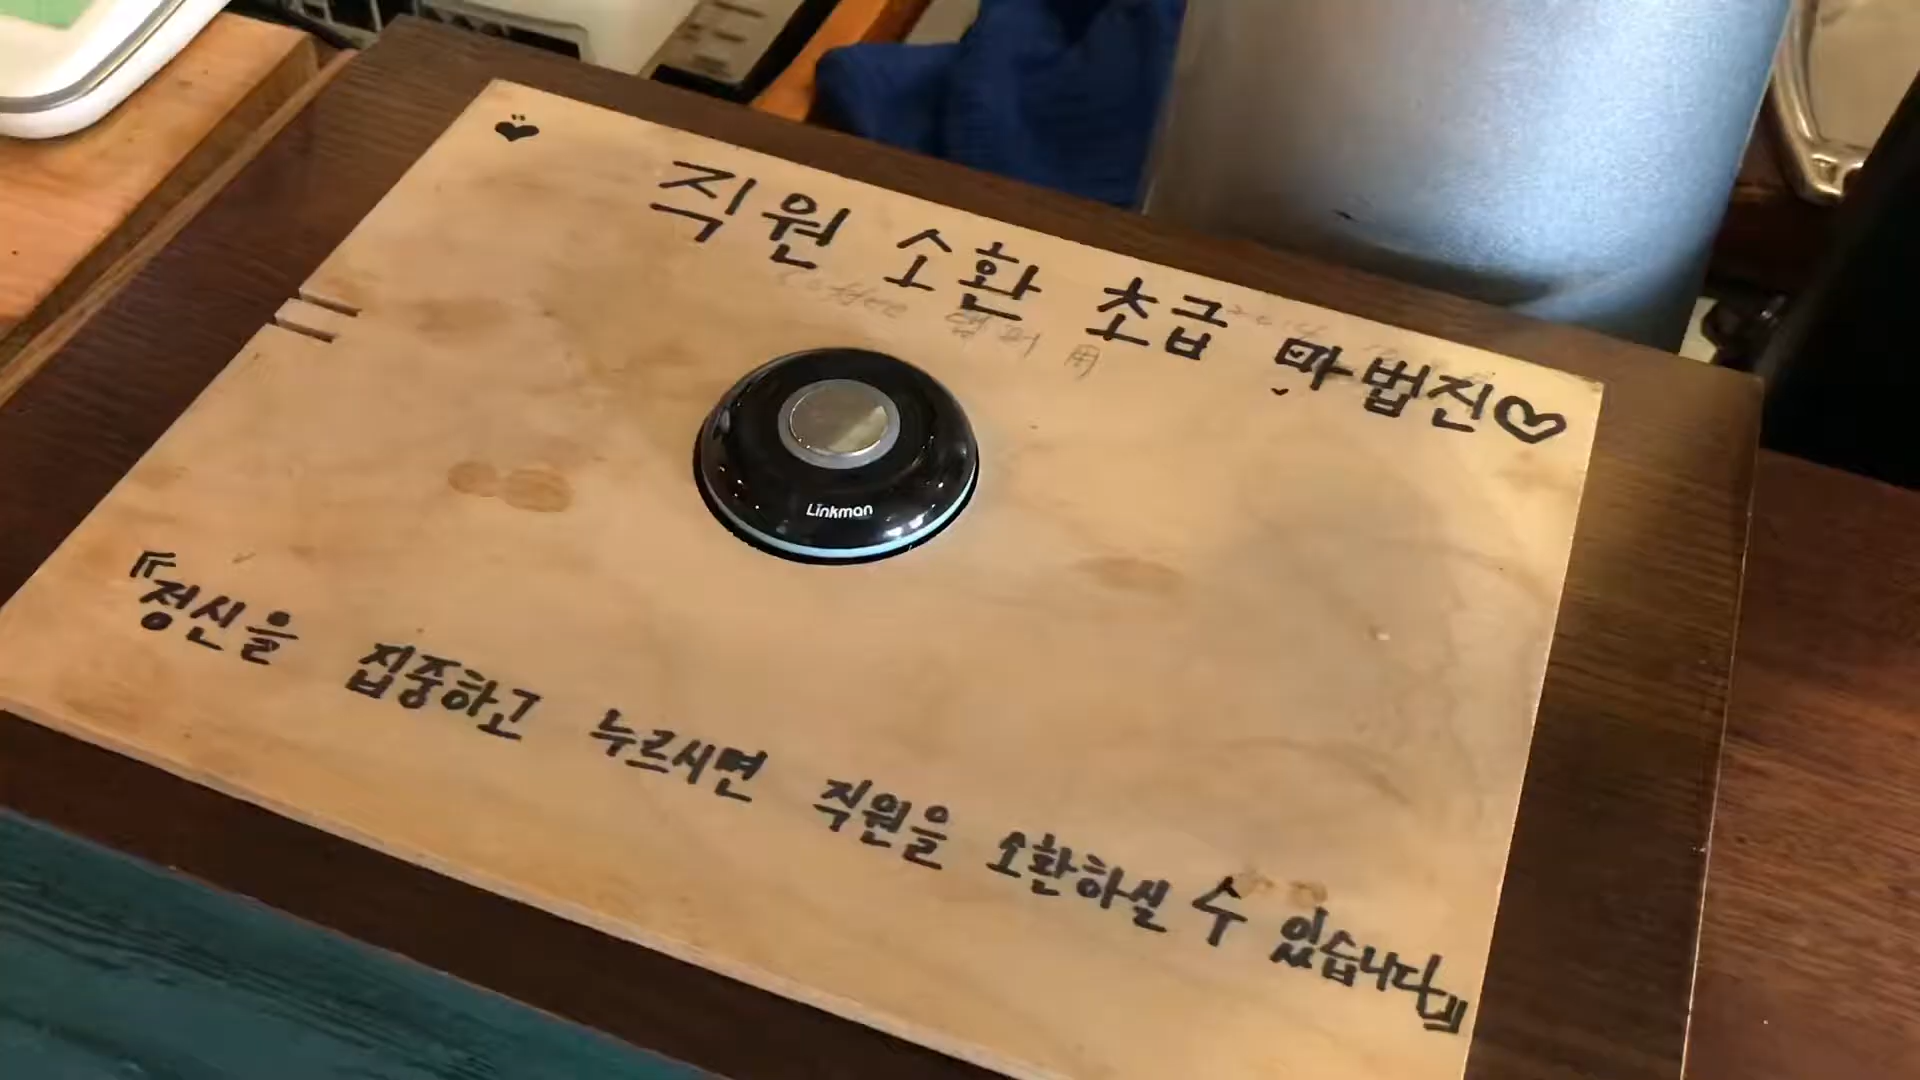 직원 소환 초급 마법진♡
Linkman
『정신을 집중하고 누르시면 직원을 소환하실 수 있습니다』